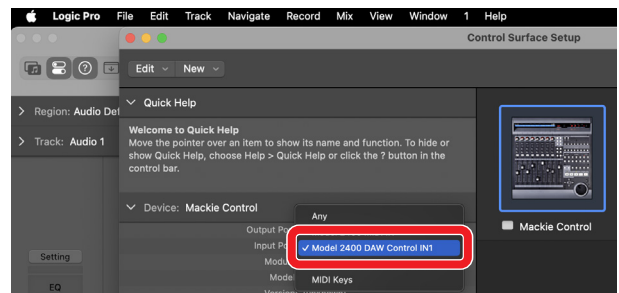 Logic Pro File Edit Track Navigate Record Mix View Window 1 Help
Control Surface Setup
Edit New
Quick Help
Region: Audio Def
Welcome to Quick Help
Move the pointer over an item to show its name and function. To hide or
show Quick Help, choose Help > Quick Help or click the ? button in the
control bar.
Track: Audio 1
Device: Mackie Control
Any
Mackie Control
Output Po
Input Po
✓ Model 2400 DAW Control IN1
Setting
Modu
Model
MIDI Keys
EQ